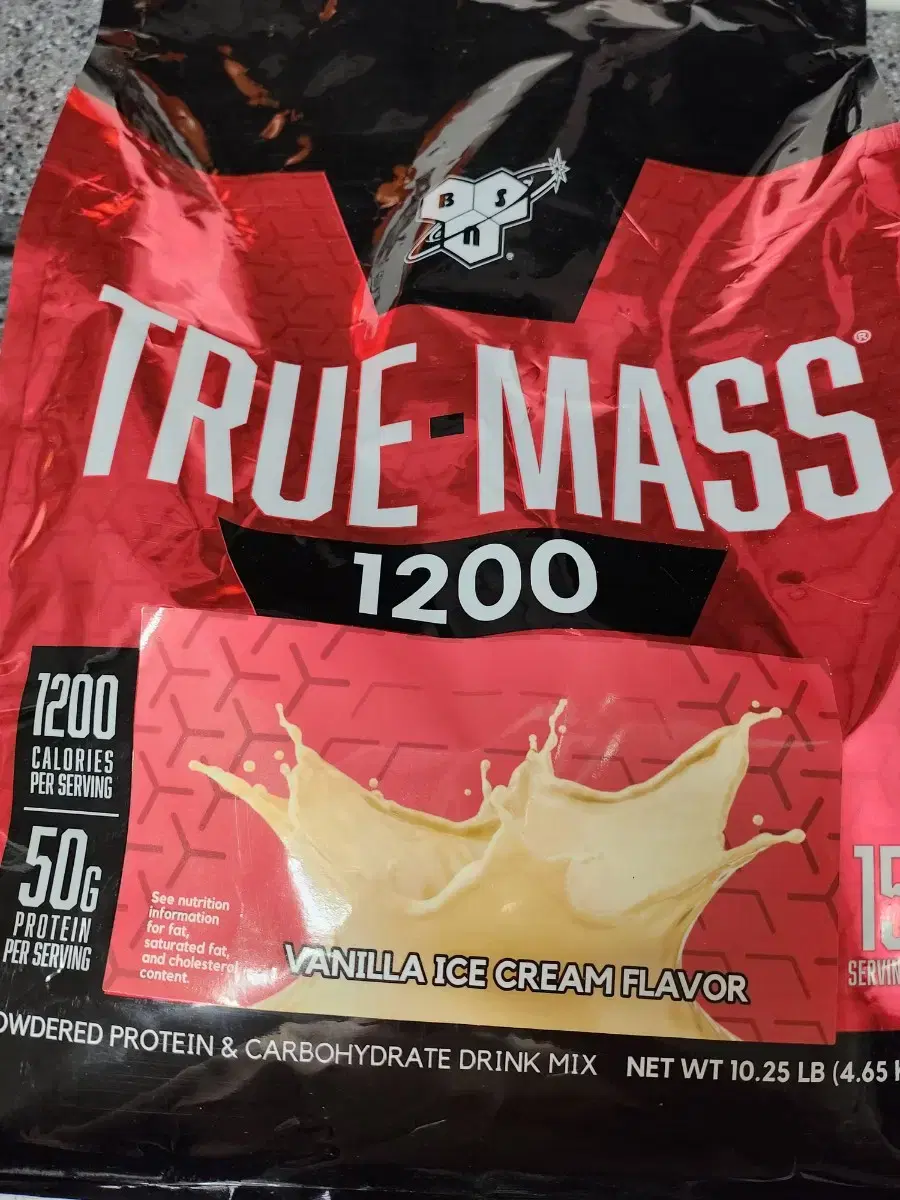 BSN
TRUE-MASS®
1200
1200
CALORIES
PER SERVING
50G
PROTEIN
PER SERVING
See nutrition
information
for fat,
saturated fat,
and cholesterol
content.
VANILLA ICE CREAM FLAVOR
15
PROTEIN & CARBOHYDRATE DRINK MIX NET WT 10.25 LB (4.65